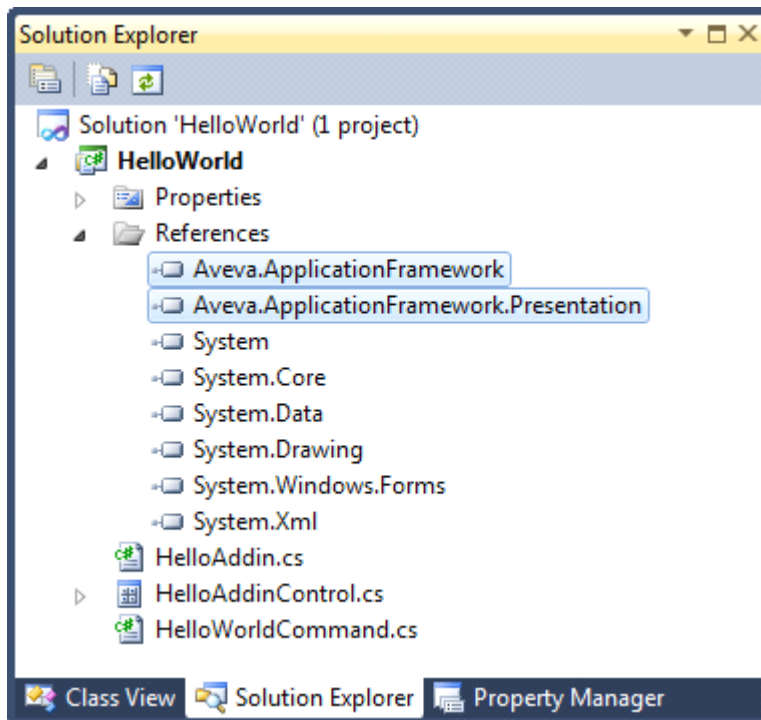 Solution Explorer
Solution 'HelloWorld' (1 project)
HelloWorld
Properties
References
Aveva.ApplicationFramework
Aveva.ApplicationFramework.Presentation
System
System.Core
System.Data
System.Drawing
System.Windows.Forms
System.Xml
HelloAddin.cs
HelloAddinControl.cs
HelloWorldCommand.cs
Class View Solution Explorer Property Manager